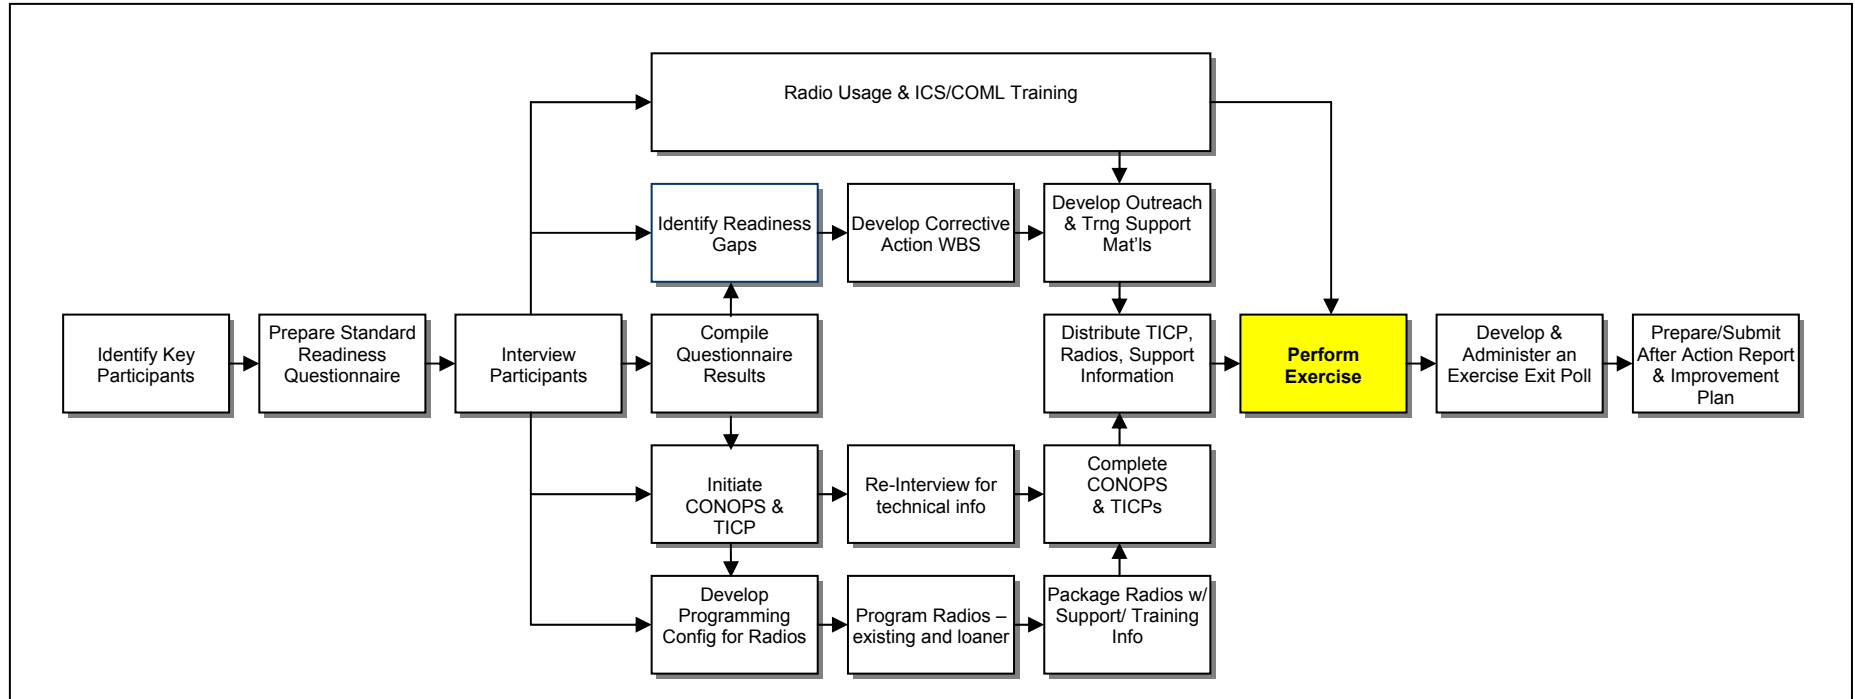 Radio Usage & ICS/COML Training
Identify Readiness
Gaps
Develop Corrective
Action WBS
Develop Outreach
& Trng Support
Mat'ls
Identify Key
Participants
Prepare Standard
Readiness
Questionnaire
Interview
Participants
Compile
Questionnaire
Results
Distribute TICP,
Radios, Support
Information
Perform
Exercise
Develop &
Administer an
Exercise Exit Poll
Prepare/Submit
After Action Report
& Improvement
Plan
Initiate
CONOPS &
TICP
Re-Interview for
technical info
Complete
CONOPS
& TICPs
Develop
Programming
Config for Radios
Program Radios –
existing and loaner
Package Radios w/
Support/ Training
Info